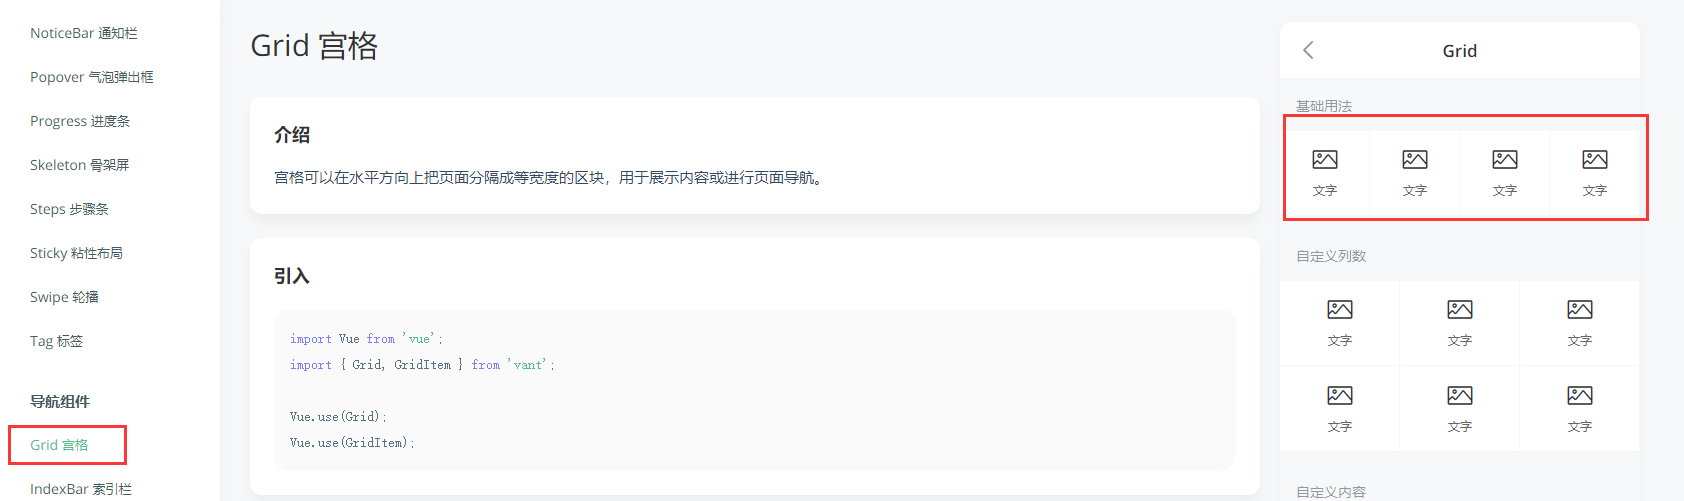 NoticeBar 通知栏
Popover 气泡弹出框
Progress 进度条
Skeleton 骨架屏
Steps 步骤条
Sticky 粘性布局
Swipe 轮播
Tag 标签
导航组件
Grid 宫格
IndexBar 索引栏
Grid 宫格
介绍
宫格可以在水平方向上把页面分隔成等宽度的区块，用于展示内容或进行页面导航。
引入
import Vue from 'vue';
import { Grid, GridItem } from 'vant';
Vue.use(Grid);
Vue.use(GridItem);
Grid
基础用法
文字 文字 文字 文字
自定义列数
文字 文字 文字
文字 文字 文字
自定义内容